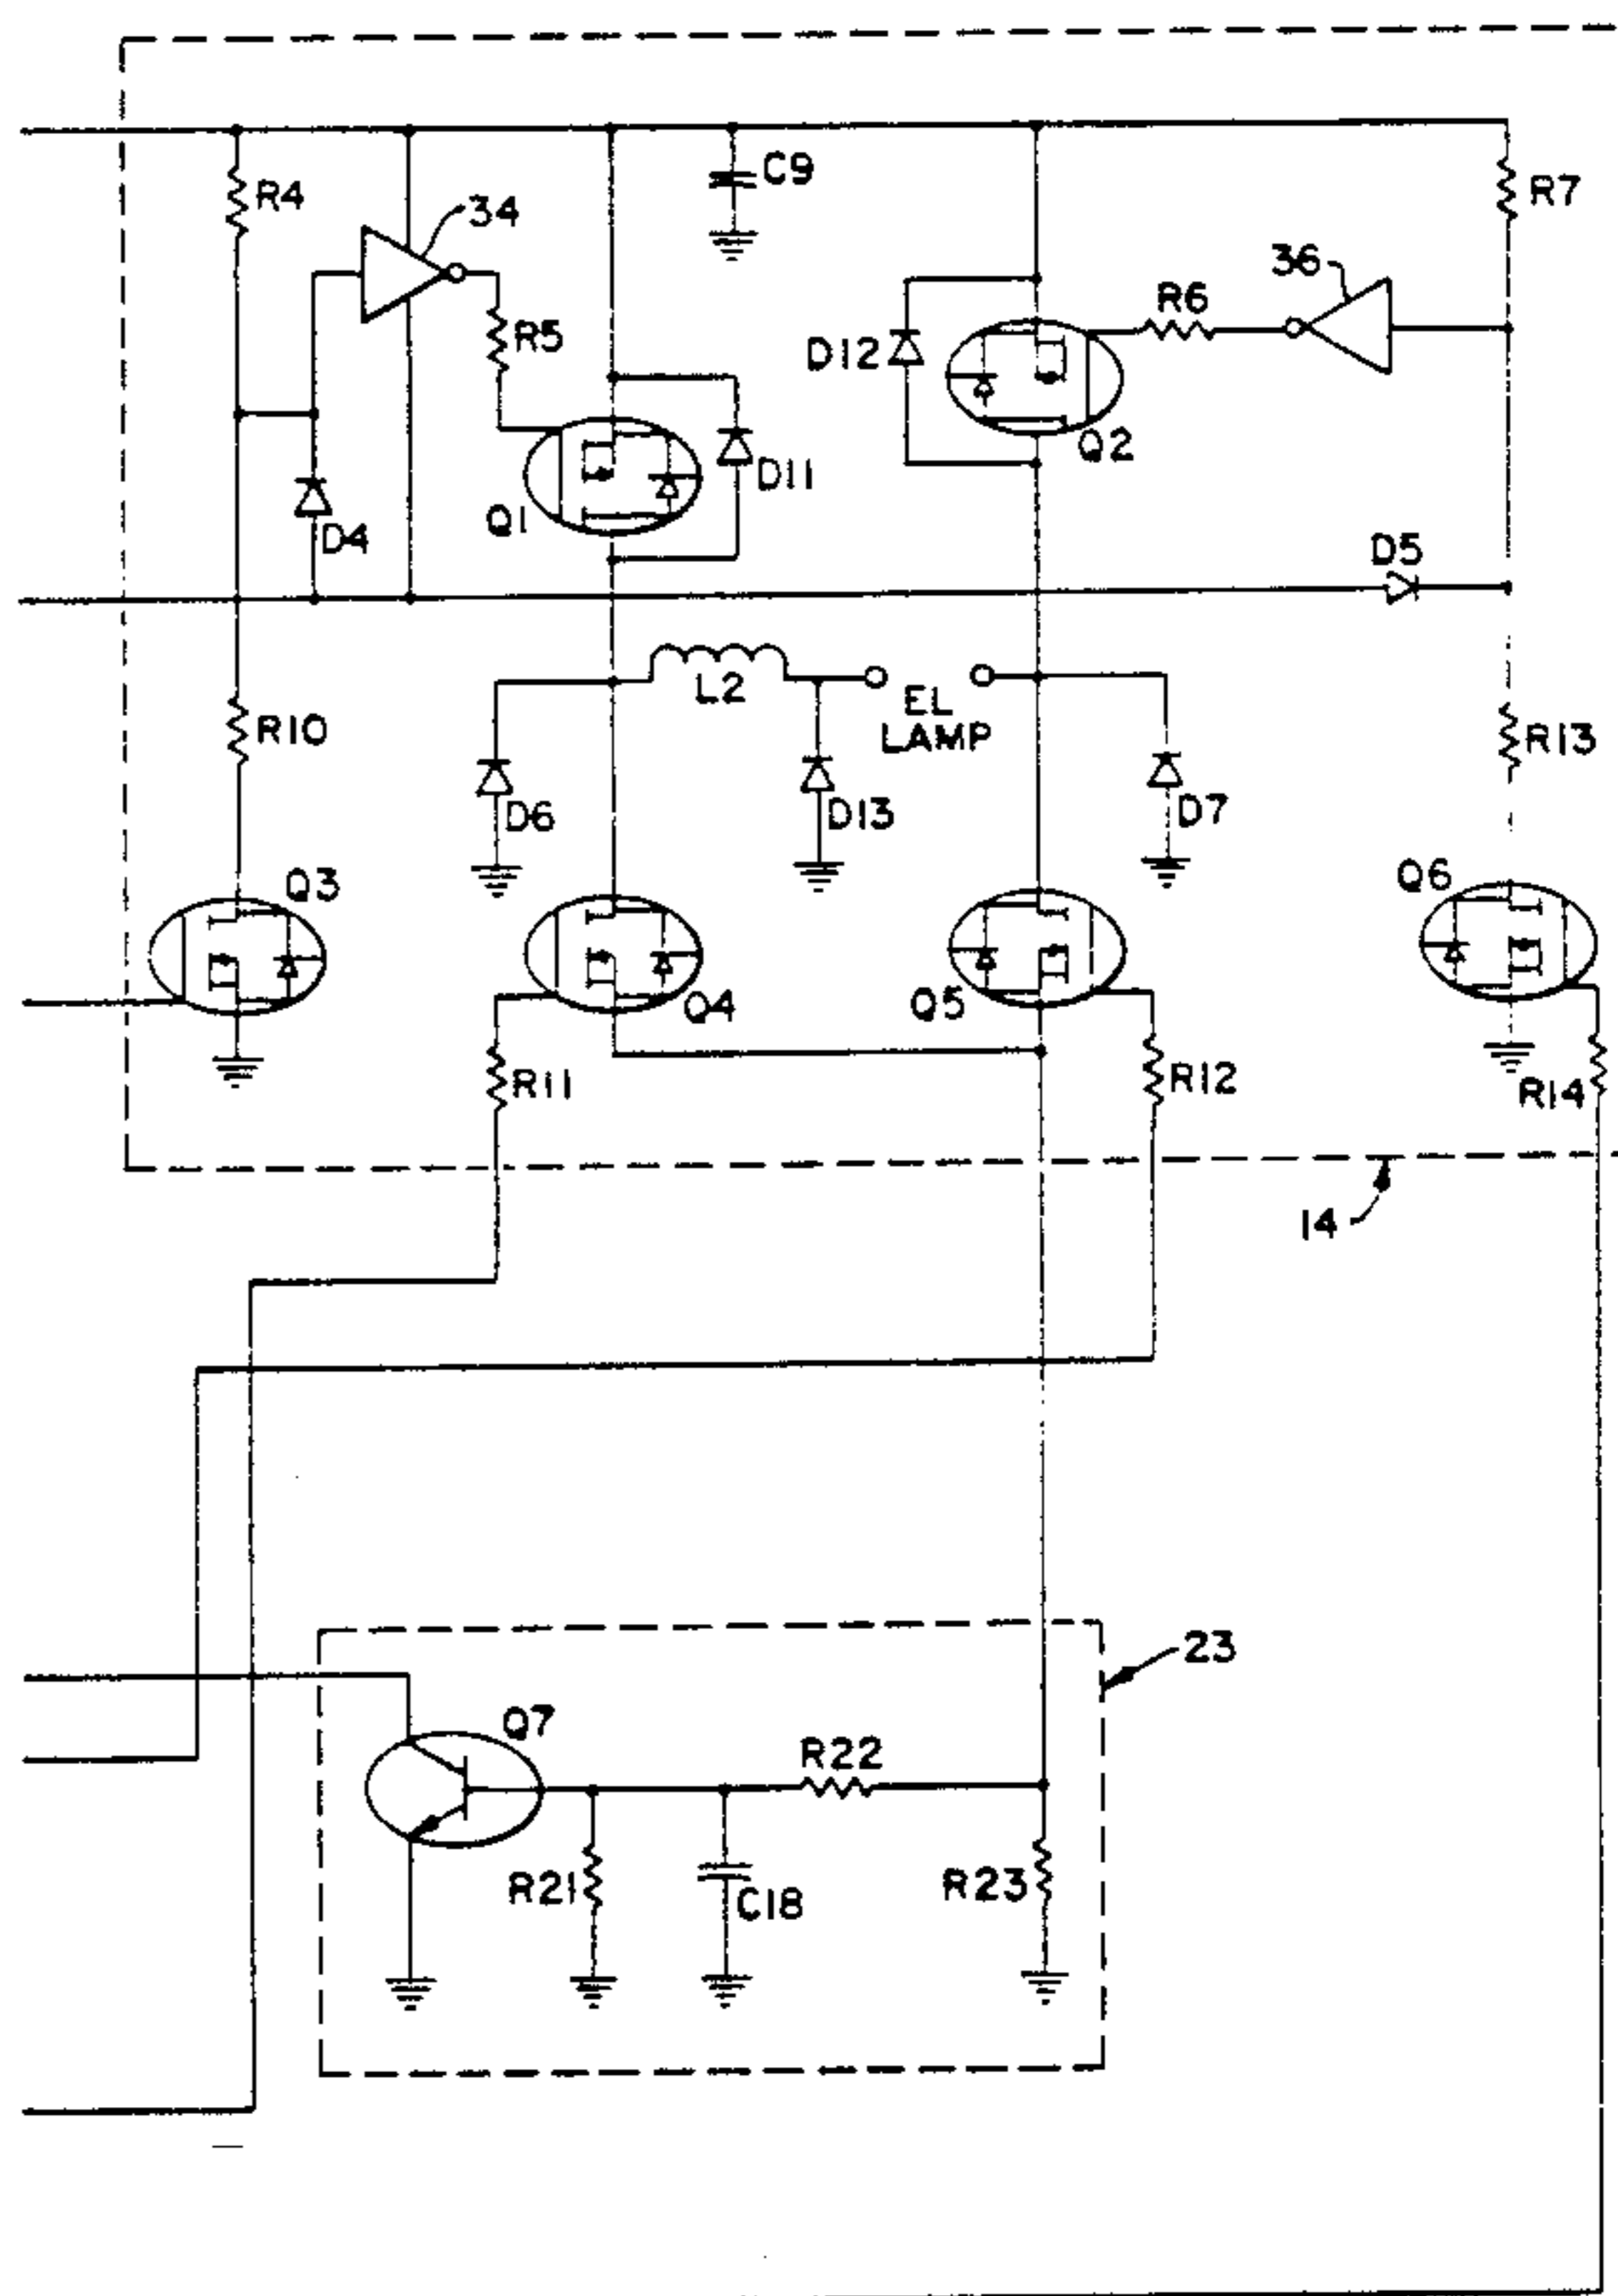 C9
R4
34
R7
36
R6
R5
D12
Q2
D11
Q1
D4
D5
L2
EL
LAMP
R10
R13
D6
D13
D7
Q3
Q6
Q4
Q5
R11
R12
R14
14
23
Q7
R22
R21
C18
R23